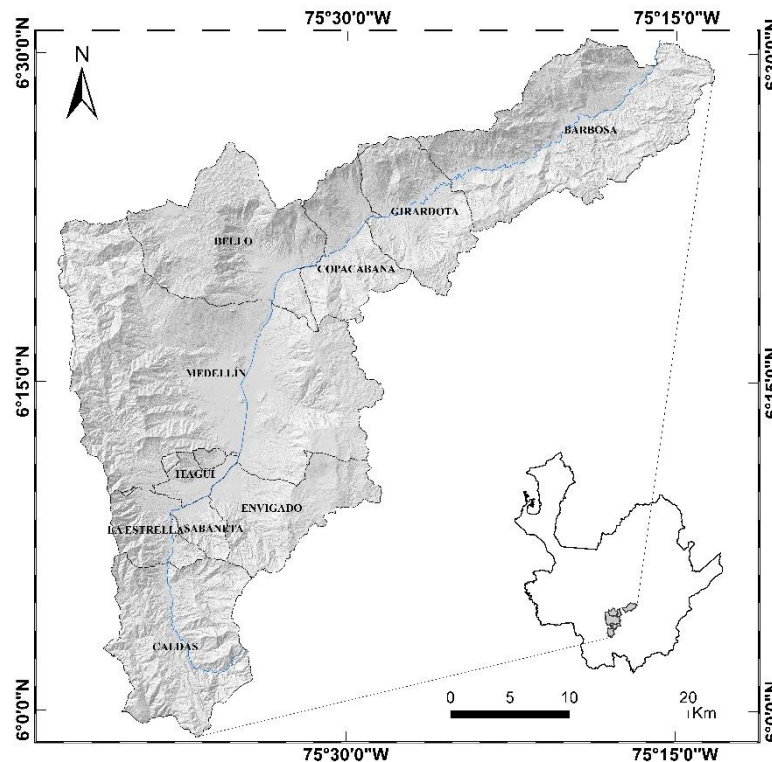 75°30'0"W
75°15'0"W
6°30'0"N
6°30'0"N
N
BARBOSA
GIRARDOTA
BELLO
COPACABANA
6°15'0"N
6°15'0"N
MEDELLÍN
ITAGÜÍ
ENVIGADO
LA ESTRELLA
SABANETA
CALDAS
0 5 10 20
Km
6°0'0"N
6°0'0"N
75°30'0"W
75°15'0"W